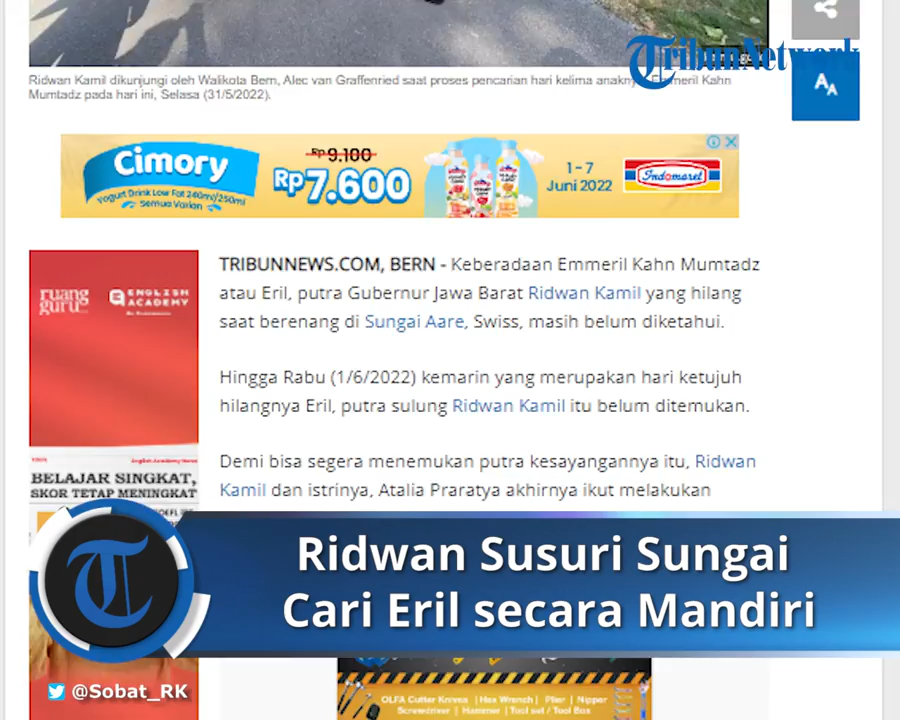 TribunNetwork
Ridwan Kamil dikunjungi oleh Walikota Bern, Alec van Graffenried saat proses pencarian hari kelima anaknya Emmeril Kahn
Mumtadz pada hari ini, Selasa (31/5/2022).
AA
Cimory
Yogurt Drink Low Fat 240ml/250ml
semua Varian
Rp9.100
Rp7.600
1-7
Juni 2022
Indomaret
ruang
guru
ENGLISH
ACADEMY
TRIBUNNEWS.COM, BERN - Keberadaan Emmeril Kahn Mumtadz
atau Eril, putra Gubernur Jawa Barat Ridwan Kamil yang hilang
saat berenang di Sungai Aare, Swiss, masih belum diketahui.
Hingga Rabu (1/6/2022) kemarin yang merupakan hari ketujuh
hilangnya Eril, putra sulung Ridwan Kamil itu belum ditemukan.
Demi bisa segera menemukan putra kesayangannya itu, Ridwan
Kamil dan istrinya, Atalia Praratya akhirnya ikut melakukan
BELAJAR SINGKAT,
SKOR TETAP MENINGKAT
T
Ridwan Susuri Sungai
Cari Eril secara Mandiri
@Sobat_RK
OLFA Cutter Knives | Hex Wrench | Plier | Nipper
Screwdriver | Hammer | Tool set / Tool Box